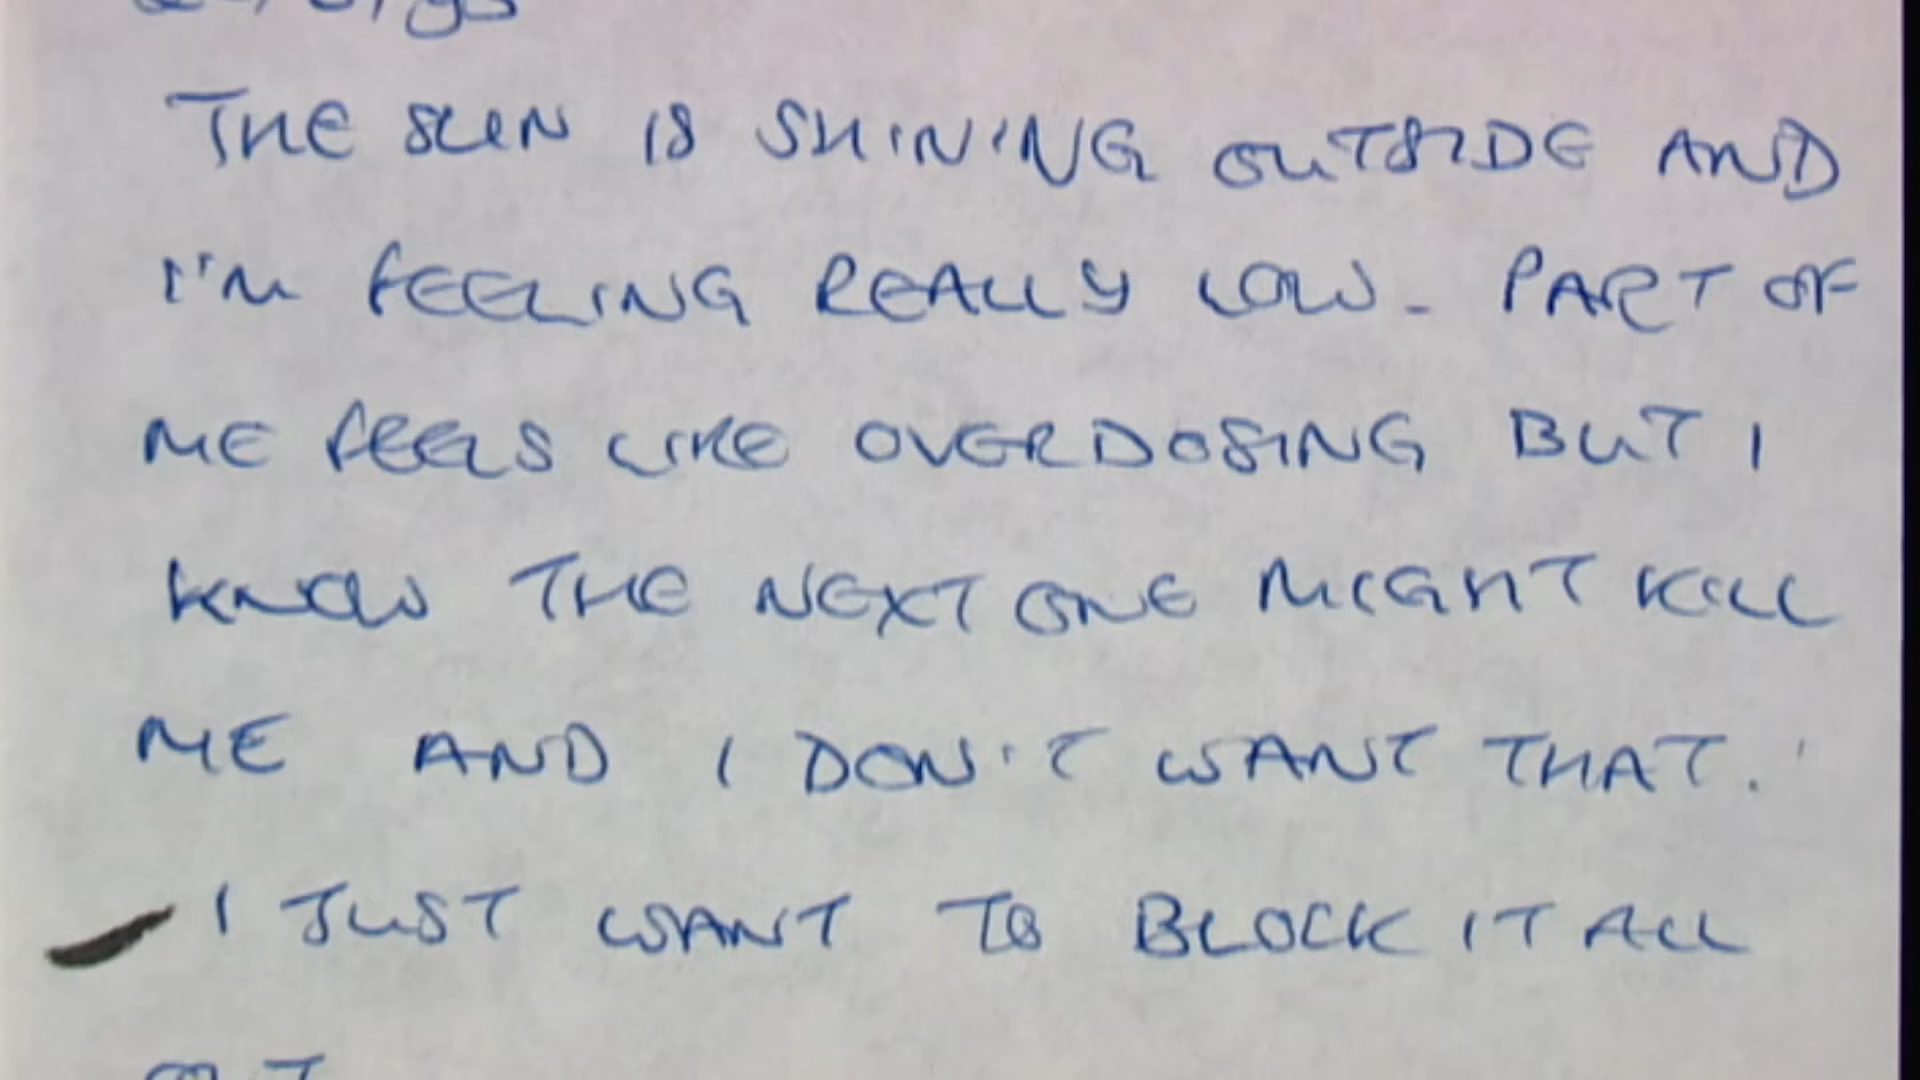 THE SUN IS SHINING OUTSIDE AND
I'M FEELING REALLY LOW. PART OF
ME FEELS LIKE OVERDOSING BUT I
KNOW THE NEXT ONE MIGHT KILL
ME AND I DON'T WANT THAT.
I JUST WANT TO BLOCK IT ALL